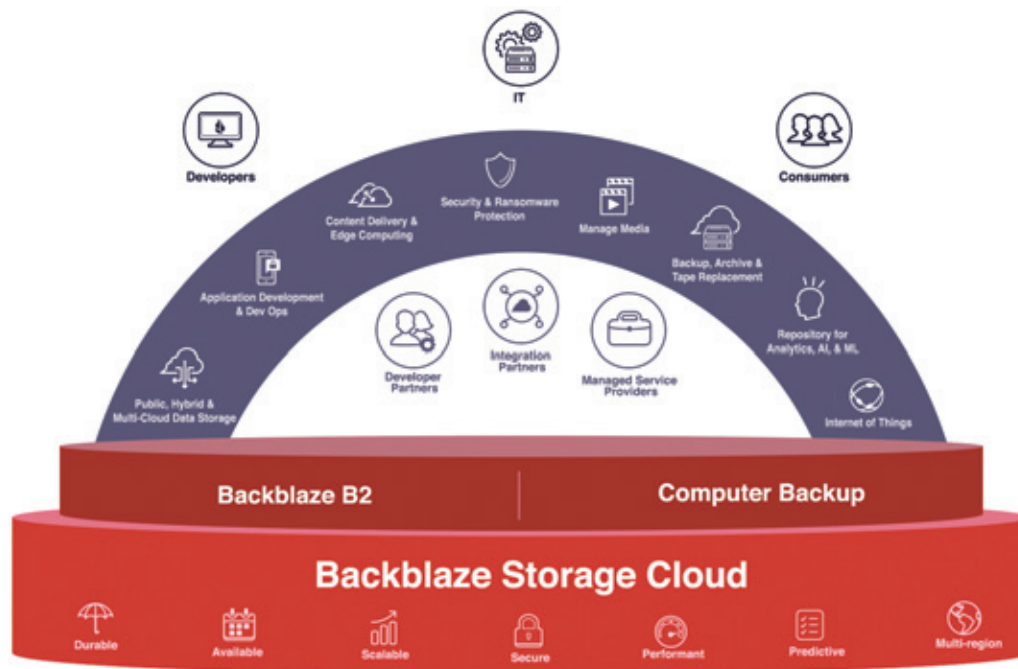 IT
Developers
Consumers
Security & Ransomware
Protection
Content Delivery &
Edge Computing
Manage Media
Backup, Archive &
Tape Replacement
Application Development
& Dev Ops
Repository for
Analytics, AI, & ML
Public, Hybrid &
Multi-Cloud Data Storage
Internet of Things
Developer
Partners
Integration
Partners
Managed Service
Providers
Backblaze B2
Computer Backup
Backblaze Storage Cloud
Durable
Available
Scalable
Secure
Performant
Predictive
Multi-region